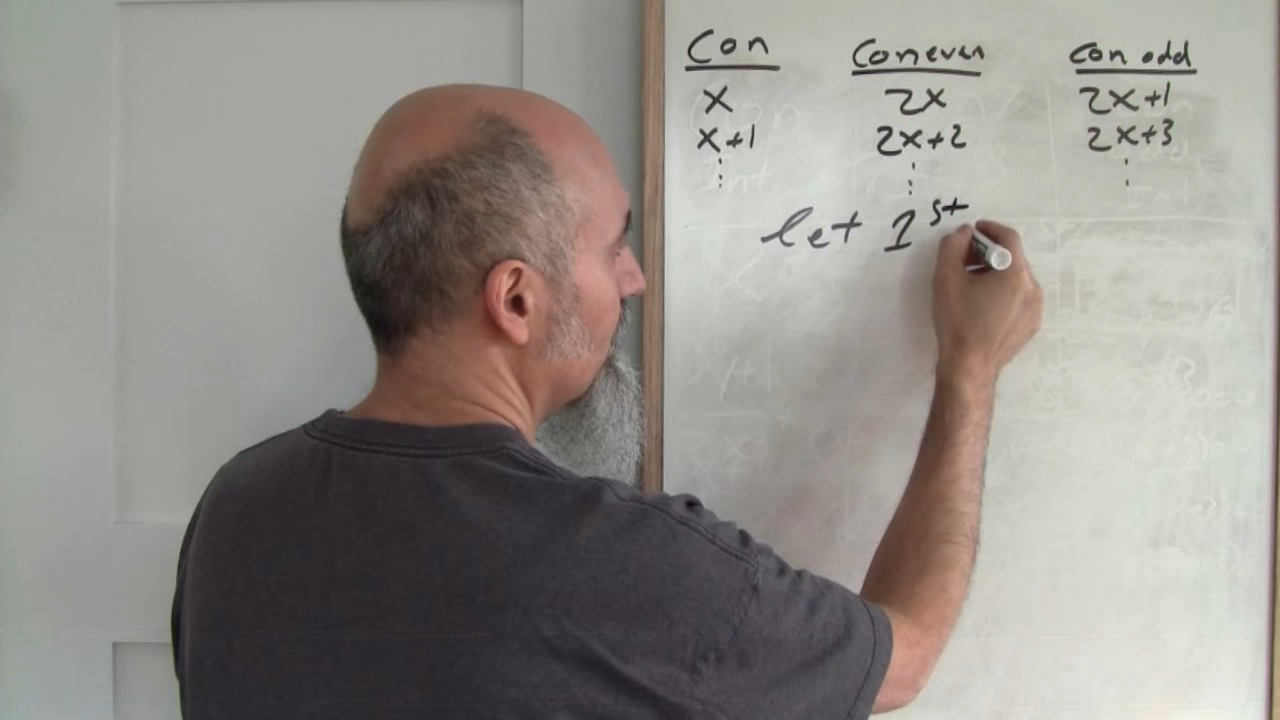 Con Con even Con odd
x 2x 2x+1
x+1 2x+2 2x+3
⋮ ⋮ ⋮
let 1st